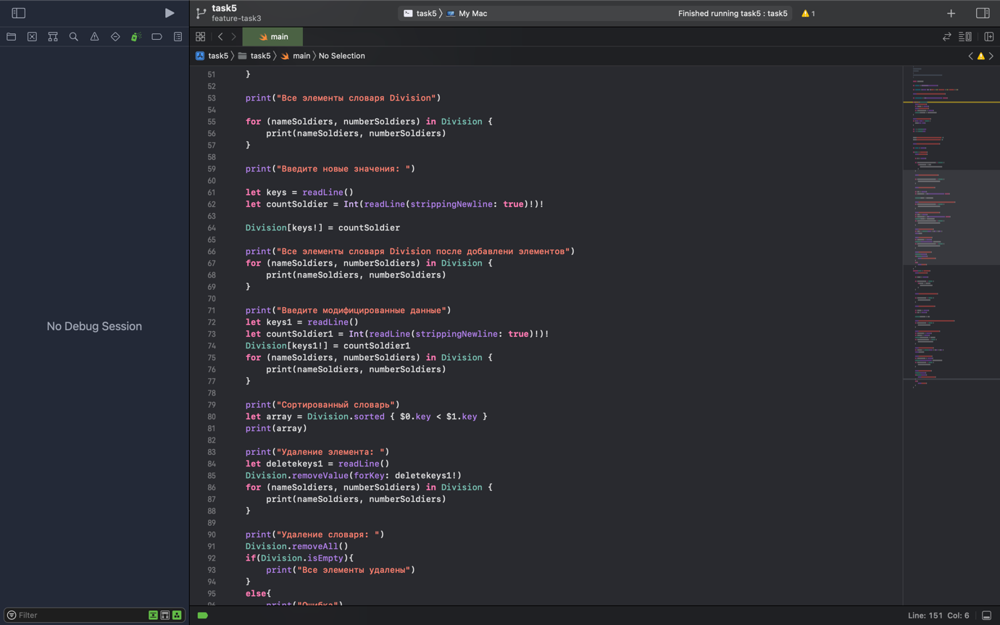 task5
feature-task3
task5 My Mac
Finished running task5 : task5
1
main
task5 task5 main No Selection
51 }
52
53 print("Все элементы словаря Division")
54
55 for (nameSoldiers, numberSoldiers) in Division {
56 print(nameSoldiers, numberSoldiers)
57 }
58
59 print("Введите новые значения: ")
60
61 let keys = readLine()
62 let countSoldier = Int(readLine(strippingNewline: true)!)!
63
64 Division[keys!] = countSoldier
65
66 print("Все элементы словаря Division после добавлени элементов")
67 for (nameSoldiers, numberSoldiers) in Division {
68 print(nameSoldiers, numberSoldiers)
69 }
70
71 print("Введите модифицированные данные")
72 let keys1 = readLine()
73 let countSoldier1 = Int(readLine(strippingNewline: true)!)!
74 Division[keys1!] = countSoldier1
75 for (nameSoldiers, numberSoldiers) in Division {
76 print(nameSoldiers, numberSoldiers)
77 }
78
79 print("Сортированный словарь")
80 let array = Division.sorted { $0.key < $1.key }
81 print(array)
82
83 print("Удаление элемента: ")
84 let deletekeys1 = readLine()
85 Division.removeValue(forKey: deletekeys1!)
86 for (nameSoldiers, numberSoldiers) in Division {
87 print(nameSoldiers, numberSoldiers)
88 }
89
90 print("Удаление словаря: ")
91 Division.removeAll()
92 if(Division.isEmpty){
93 print("Все элементы удалены")
94 }
95 else{
96 print("Ошибка")
No Debug Session
Filter
Line: 151 Col: 6